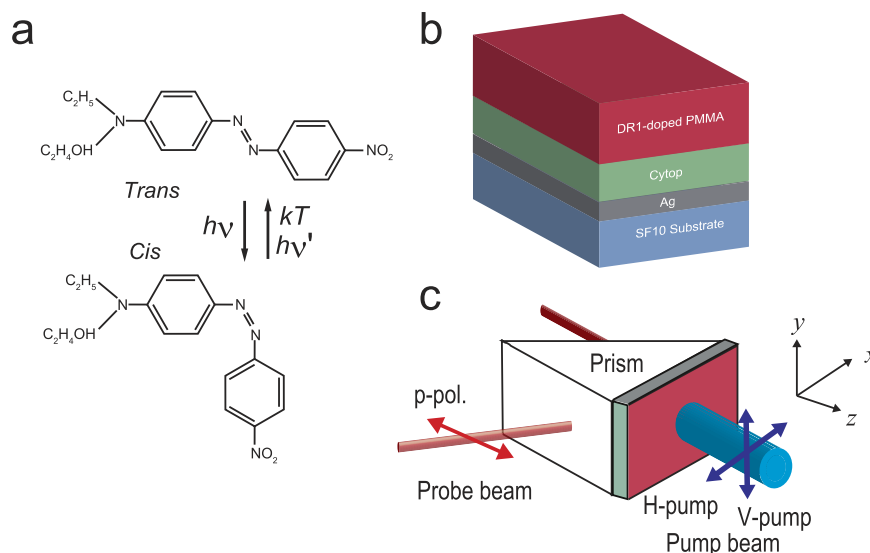 a
C₂H₅
N
C₂H₄OH
N
N
NO₂
Trans
hν
kT
hν'
Cis
C₂H₅
N
C₂H₄OH
N
N
NO₂
b
DR1-doped PMMA
Cytop
Ag
SF10 Substrate
c
Prism
p-pol.
Probe beam
H-pump
V-pump
Pump beam
y
x
z